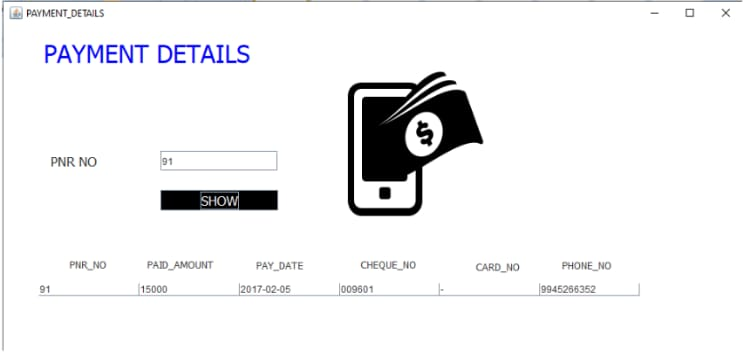 PAYMENT_DETAILS
PAYMENT DETAILS
$
PNR NO 91
SHOW
PNR_NO PAID_AMOUNT PAY_DATE CHEQUE_NO CARD_NO PHONE_NO
91 15000 2017-02-05 009601 - 9945266352